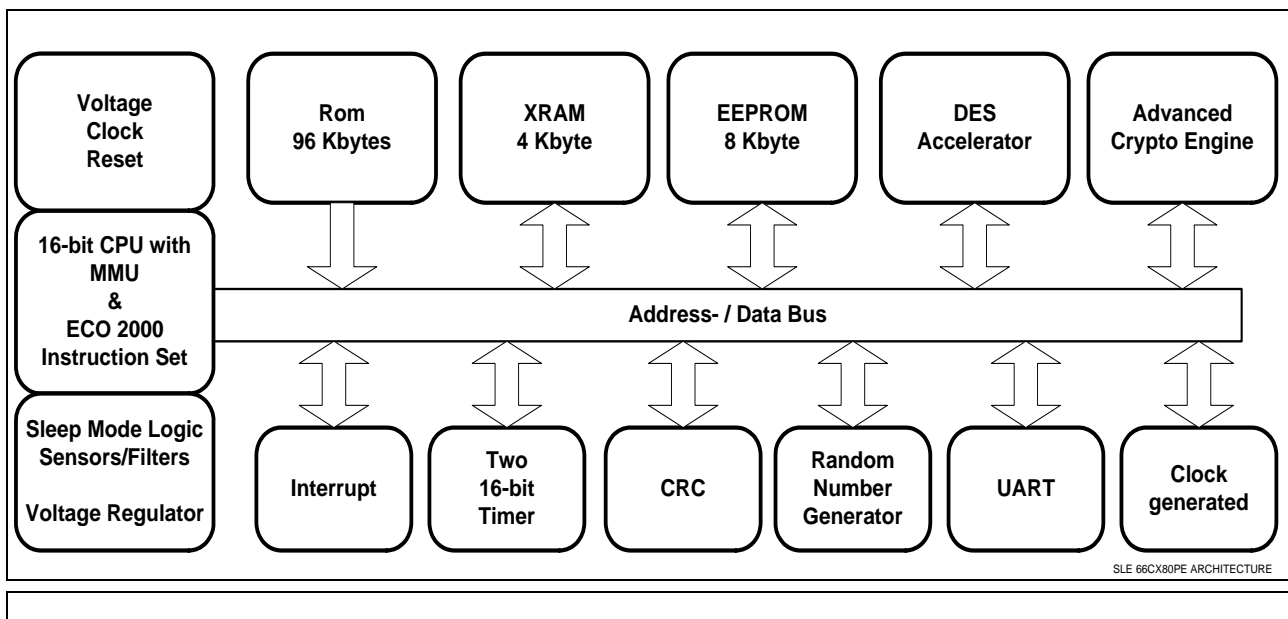 Voltage
Clock
Reset
Rom
96 Kbytes
XRAM
4 Kbyte
EEPROM
8 Kbyte
DES
Accelerator
Advanced
Crypto Engine
16-bit CPU with
MMU
&
ECO 2000
Instruction Set
Address- / Data Bus
Sleep Mode Logic
Sensors/Filters
Voltage Regulator
Interrupt
Two
16-bit
Timer
CRC
Random
Number
Generator
UART
Clock
generated
SLE 66CX80PE ARCHITECTURE